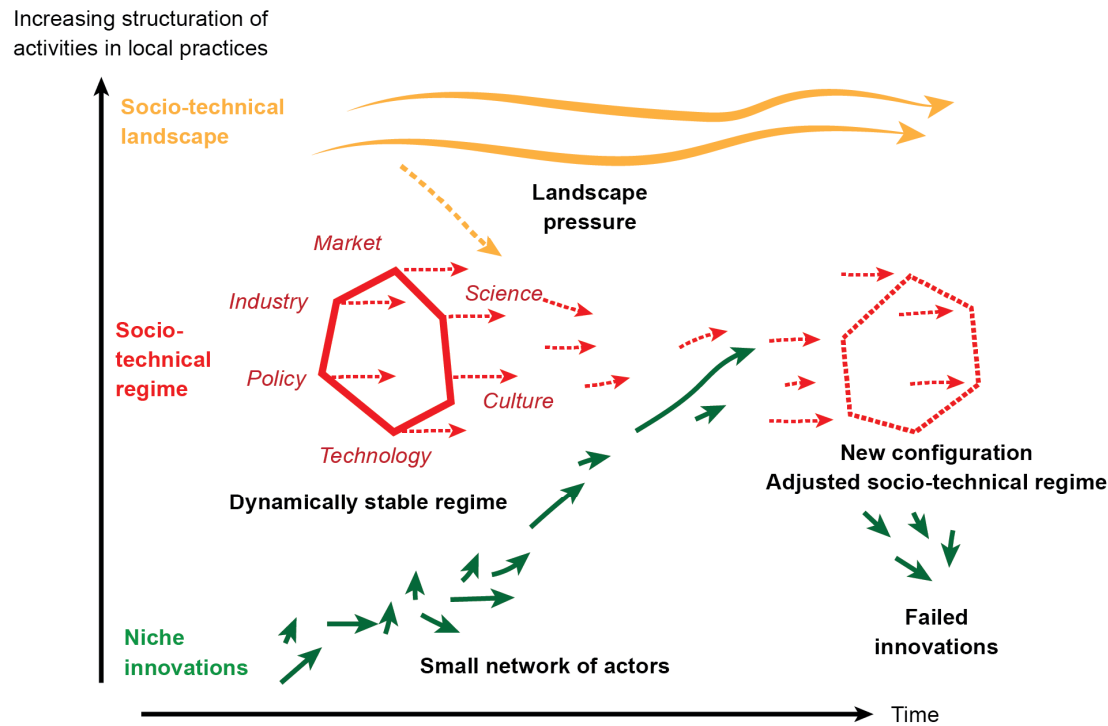 Increasing structuration of
activities in local practices
Socio-technical
landscape
Landscape
pressure
Market
Industry
Science
Socio-
technical
regime
Policy
Culture
Technology
Dynamically stable regime
New configuration
Adjusted socio-technical regime
Niche
innovations
Small network of actors
Failed
innovations
Time